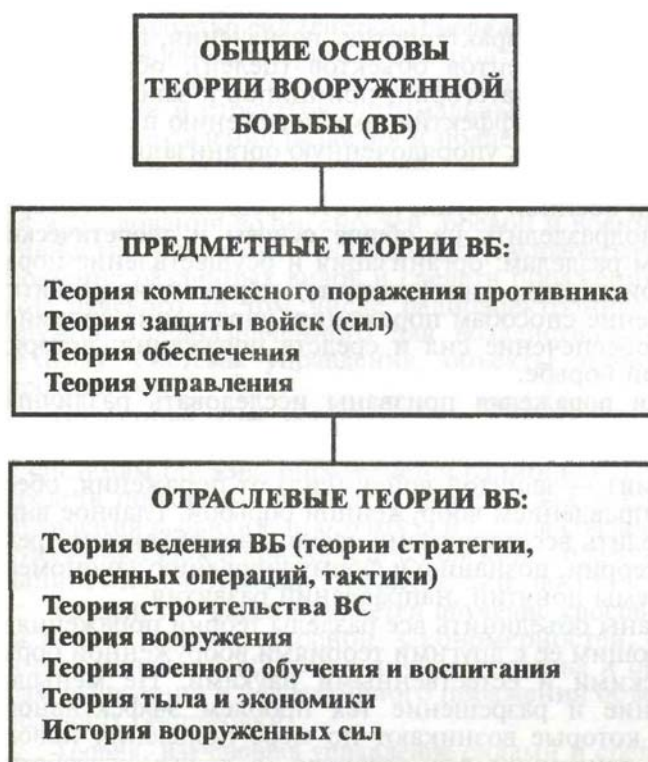 ОБЩИЕ ОСНОВЫ
ТЕОРИИ ВООРУЖЕННОЙ
БОРЬБЫ (ВБ)
ПРЕДМЕТНЫЕ ТЕОРИИ ВБ:
Теория комплексного поражения противника
Теория защиты войск (сил)
Теория обеспечения
Теория управления
ОТРАСЛЕВЫЕ ТЕОРИИ ВБ:
Теория ведения ВБ (теории стратегии,
военных операций, тактики)
Теория строительства ВС
Теория вооружения
Теория военного обучения и воспитания
Теория тыла и экономики
История вооруженных сил